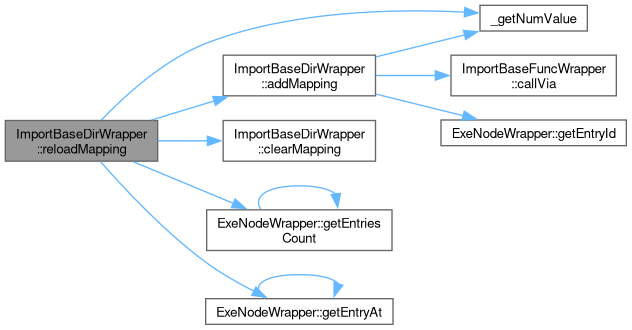 ImportBaseDirWrapper
::reloadMapping
_getNumValue
ImportBaseDirWrapper
::addMapping
ImportBaseFuncWrapper
::callVia
ExeNodeWrapper::getEntryId
ImportBaseDirWrapper
::clearMapping
ExeNodeWrapper::getEntries
Count
ExeNodeWrapper::getEntryAt